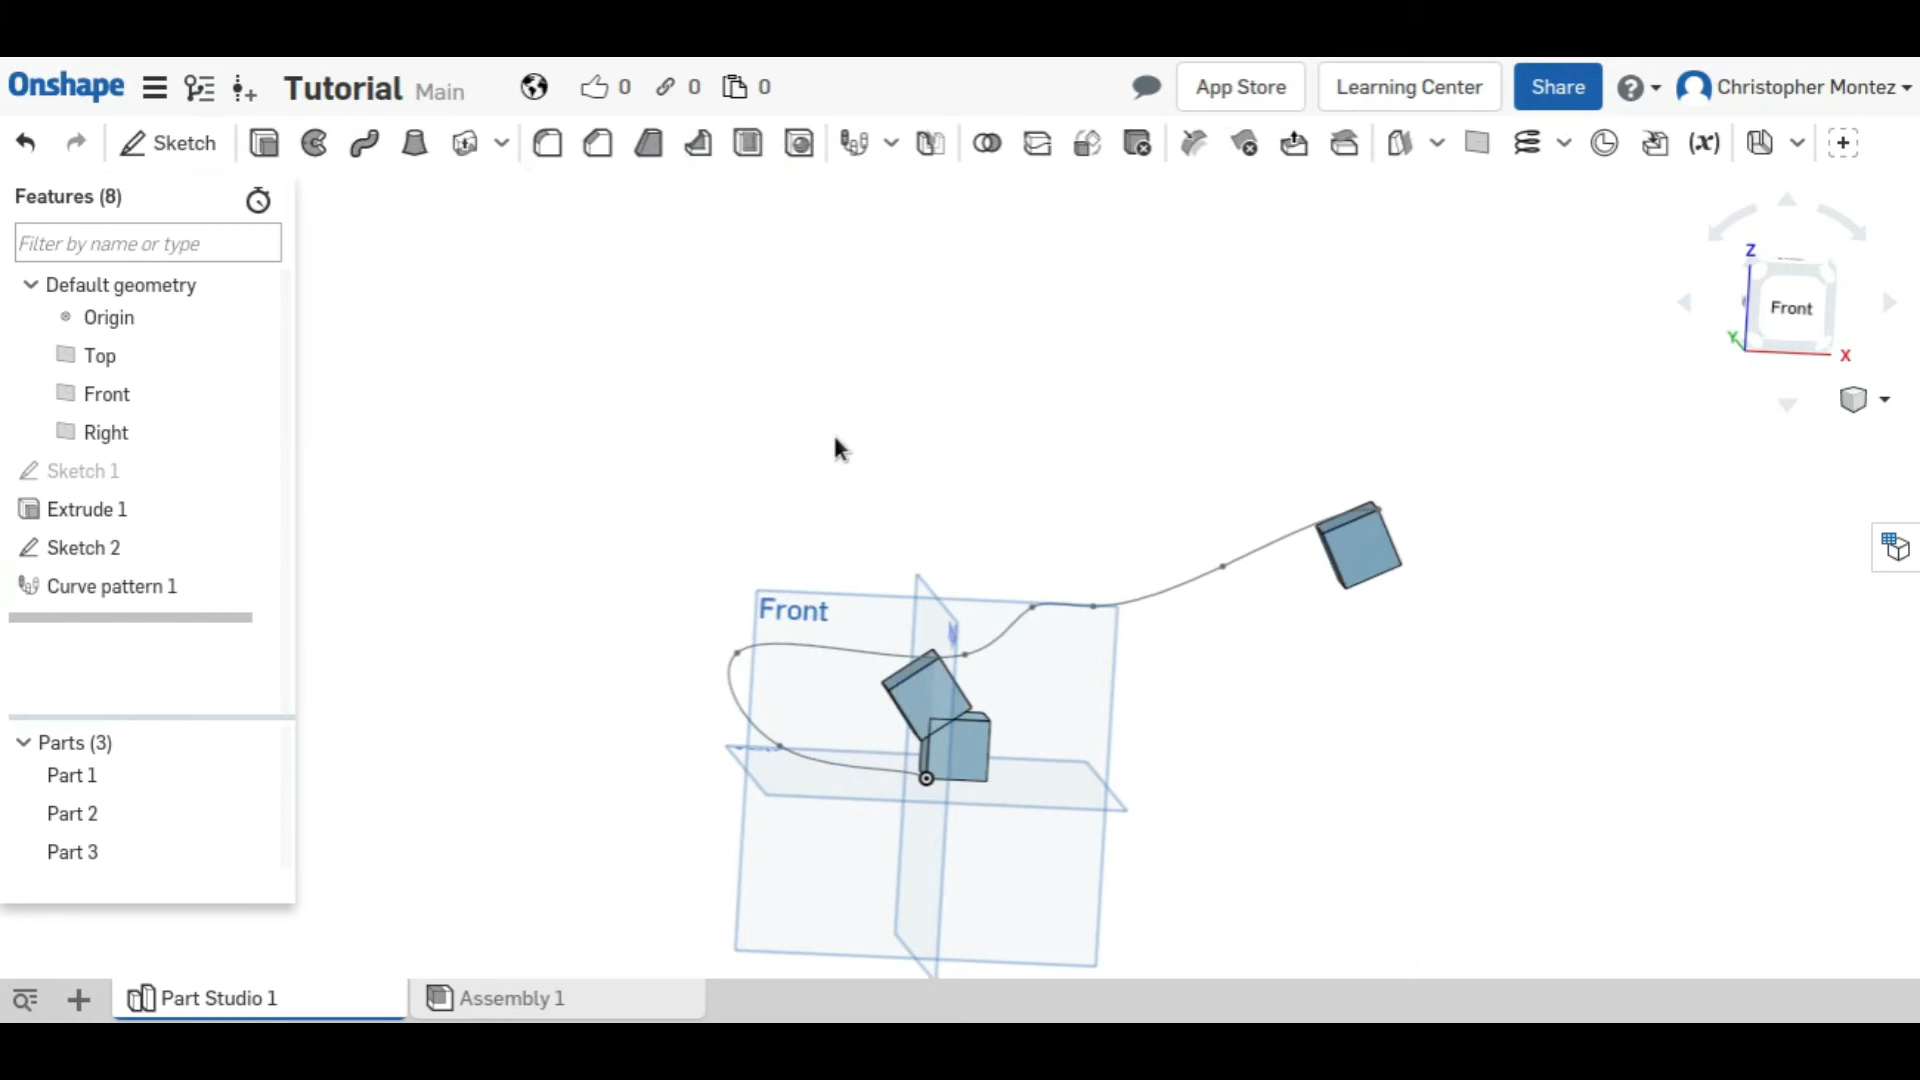 Onshape
Tutorial Main
0 0 0
App Store
Learning Center
Share
Christopher Montez
Sketch
(x)
Features (8)
Filter by name or type
Default geometry
Origin
Top
Front
Right
Sketch 1
Extrude 1
Sketch 2
Curve pattern 1
Parts (3)
Part 1
Part 2
Part 3
Front
Z
Front
Y
X
Part Studio 1
Assembly 1